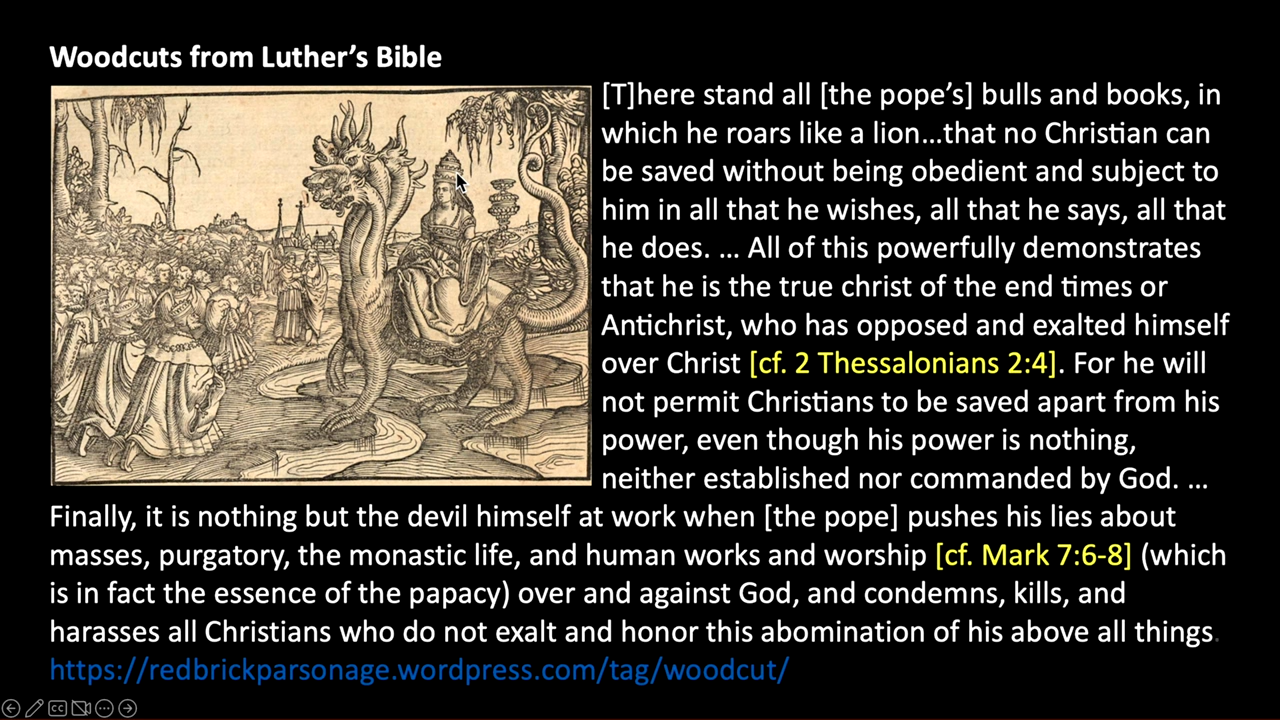 Woodcuts from Luther’s Bible
[T]here stand all [the pope’s] bulls and books, in
which he roars like a lion…that no Christian can
be saved without being obedient and subject to
him in all that he wishes, all that he says, all that
he does. … All of this powerfully demonstrates
that he is the true christ of the end times or
Antichrist, who has opposed and exalted himself
over Christ [cf. 2 Thessalonians 2:4]. For he will
not permit Christians to be saved apart from his
power, even though his power is nothing,
neither established nor commanded by God. …
Finally, it is nothing but the devil himself at work when [the pope] pushes his lies about
masses, purgatory, the monastic life, and human works and worship [cf. Mark 7:6-8] (which
is in fact the essence of the papacy) over and against God, and condemns, kills, and
harasses all Christians who do not exalt and honor this abomination of his above all things.
https://redbrickparsonage.wordpress.com/tag/woodcut/
CC